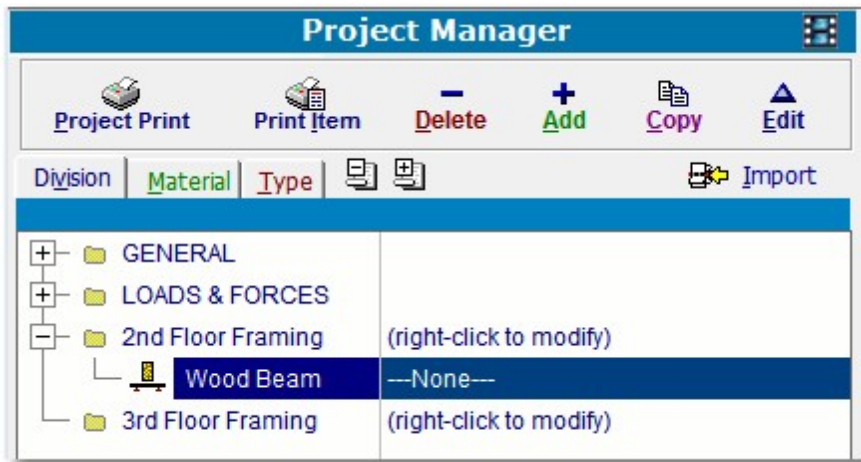 Project Manager
Project Print Print Item Delete Add Copy Edit
Division Material Type Import
GENERAL
LOADS & FORCES
2nd Floor Framing (right-click to modify)
Wood Beam ---None---
3rd Floor Framing (right-click to modify)